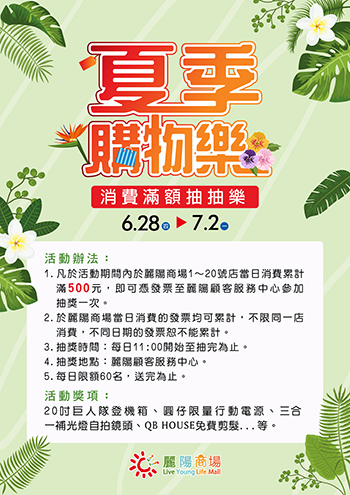 夏季
購物樂
消費滿額抽抽樂
6.28四▶7.2一
活動辦法：
1. 凡於活動期間內於麗陽商場1～20號店當日消費累計
滿500元，即可憑發票至麗陽顧客服務中心參加
抽獎一次。
2. 於麗陽商場當日消費的發票均可累計，不限同一店
消費，不同日期的發票恕不能累計。
3. 抽獎時間：每日11:00開始至抽完為止。
4. 抽獎地點：麗陽顧客服務中心。
5. 每日限額60名，送完為止。
活動獎項：
20吋巨人隊登機箱、圓仔限量行動電源、三合
一補光燈自拍鏡頭、QB HOUSE免費剪髮...等。
麗陽商場
Live Young Life Mall